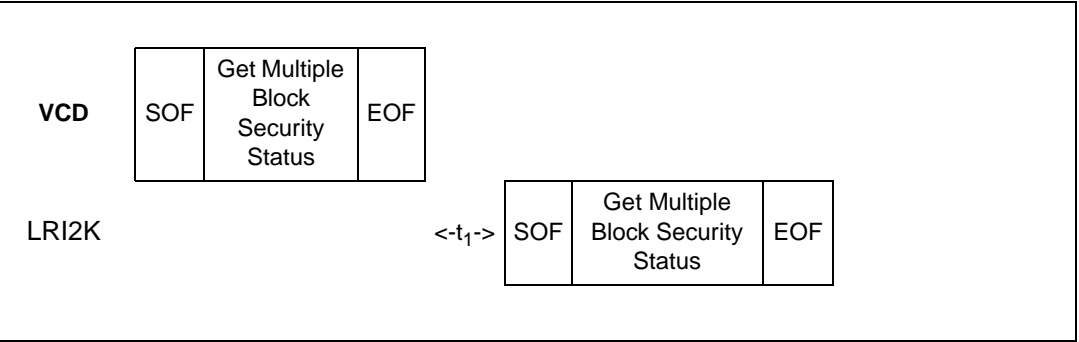 VCD
SOF
Get Multiple
Block
Security
Status
EOF
LRI2K
<-t₁->
SOF
Get Multiple
Block Security
Status
EOF